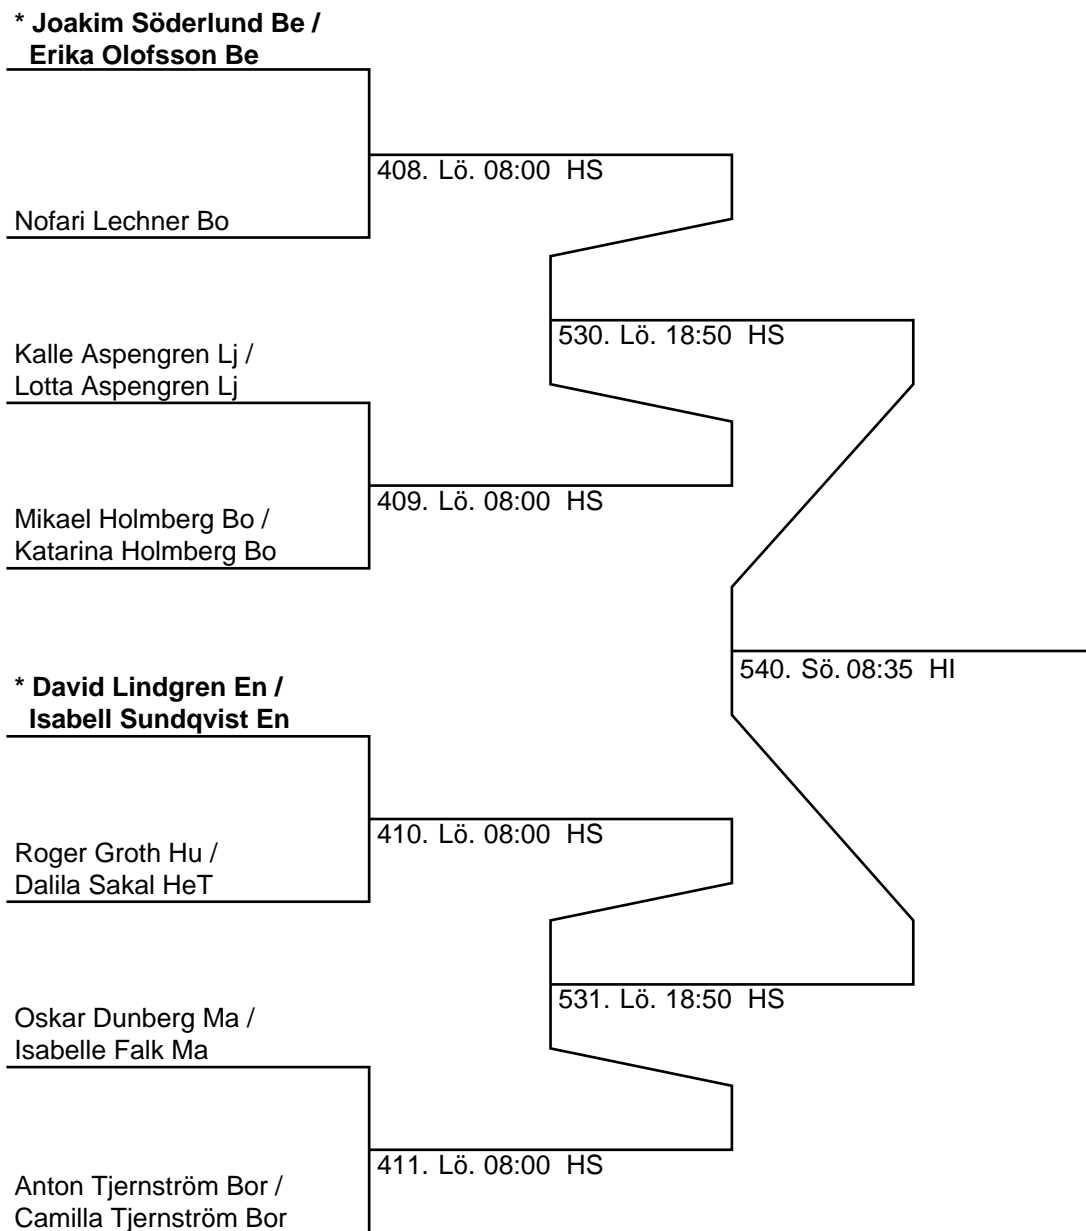 * Joakim Söderlund Be /
Erika Olofsson Be
408. Lö. 08:00 HS
Nofari Lechner Bo
530. Lö. 18:50 HS
Kalle Aspengren Lj /
Lotta Aspengren Lj
409. Lö. 08:00 HS
Mikael Holmberg Bo /
Katarina Holmberg Bo
540. Sö. 08:35 HI
* David Lindgren En /
Isabell Sundqvist En
410. Lö. 08:00 HS
Roger Groth Hu /
Dalila Sakal HeT
531. Lö. 18:50 HS
Oskar Dunberg Ma /
Isabelle Falk Ma
411. Lö. 08:00 HS
Anton Tjernström Bor /
Camilla Tjernström Bor